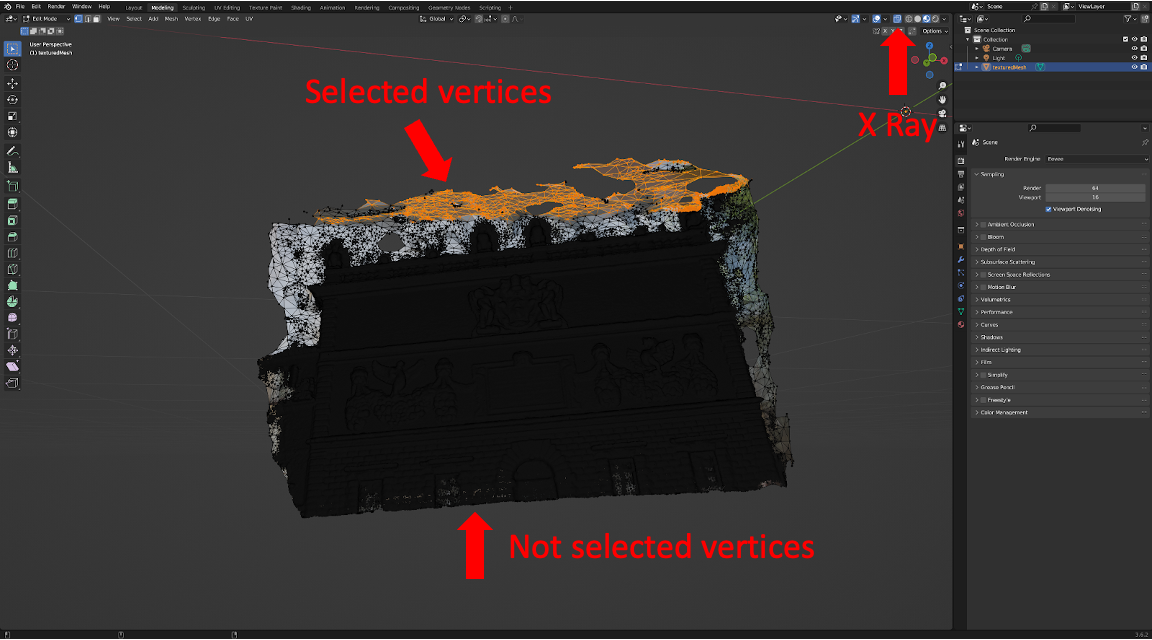 File Edit Render Window Help Layout Modeling Sculpting UV Editing Texture Paint Shading Animation Rendering Compositing Geometry Nodes Scripting + Scene ViewLayer
Edit Mode View Select Add Mesh Vertex Edge Face UV Global
Options
User Perspective
(1) texturedMesh
Selected vertices
X Ray
Not selected vertices
Scene Collection
Collection
Camera
Light
texturedMesh
Scene
Render Engine Eevee
Sampling
Render 64
Viewport 16
Viewport Denoising
Ambient Occlusion
Bloom
Depth of Field
Subsurface Scattering
Screen Space Reflections
Motion Blur
Volumetrics
Performance
Curves
Shadows
Indirect Lighting
Film
Simplify
Grease Pencil
Freestyle
Color Management
3.6.2